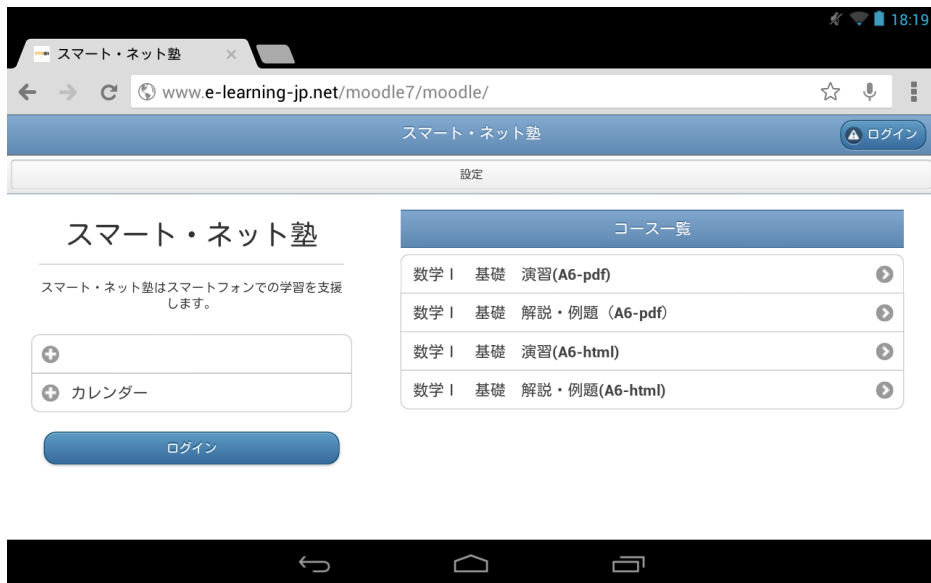 18:19
スマート・ネット塾
www.e-learning-jp.net/moodle7/moodle/
スマート・ネット塾
ログイン
設定
スマート・ネット塾
スマート・ネット塾はスマートフォンでの学習を支援
します。
カレンダー
ログイン
コース一覧
数学Ⅰ　基礎　演習(A6-pdf)
数学Ⅰ　基礎　解説・例題（A6-pdf）
数学Ⅰ　基礎　演習(A6-html)
数学Ⅰ　基礎　解説・例題(A6-html)